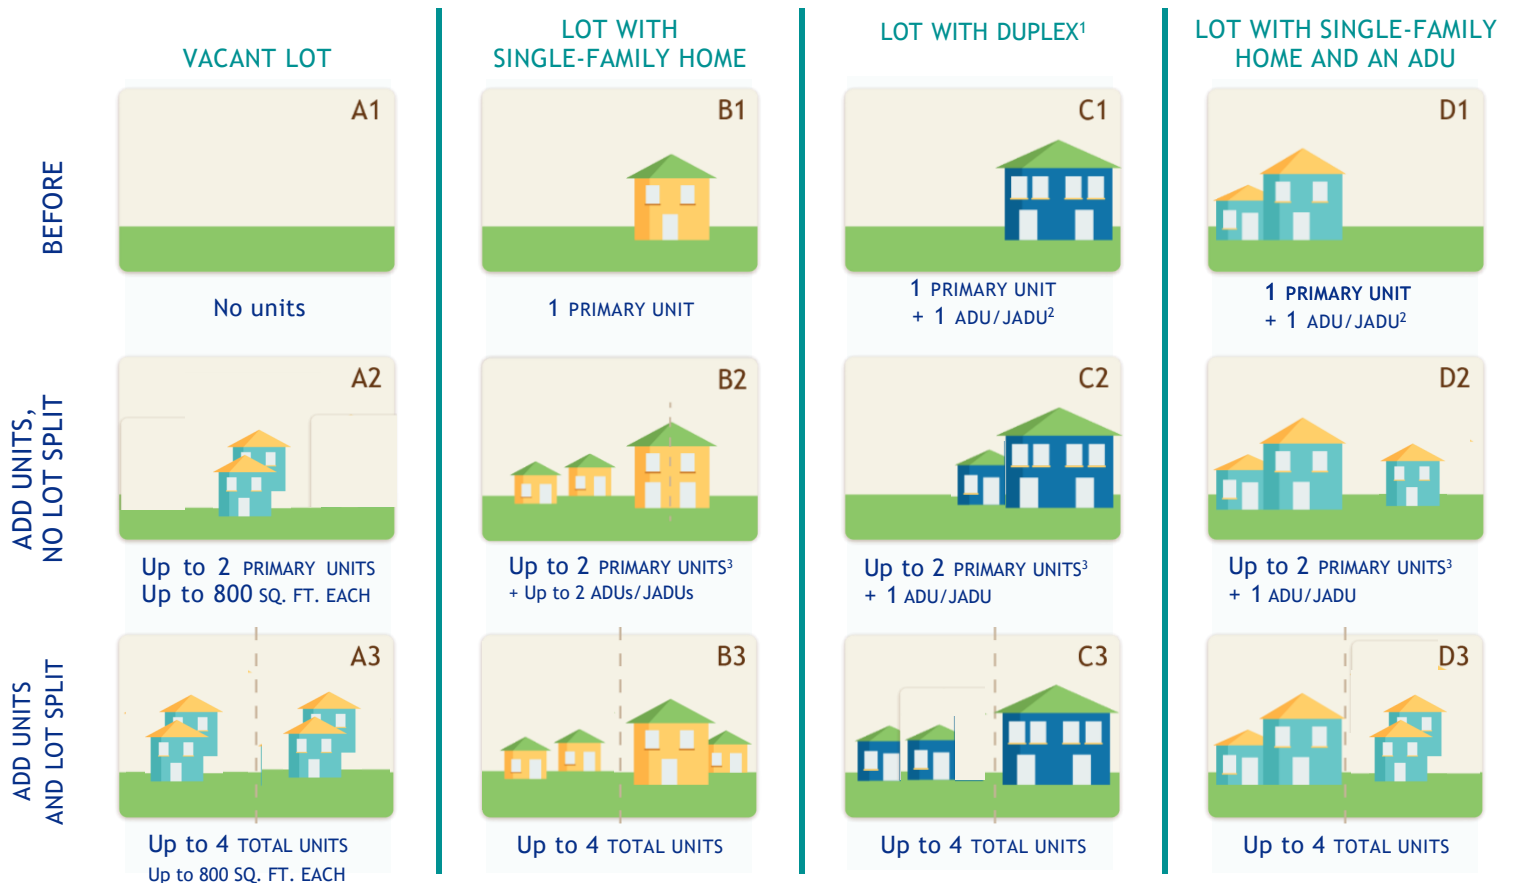 VACANT LOT
LOT WITH
SINGLE-FAMILY HOME
LOT WITH DUPLEX¹
LOT WITH SINGLE-FAMILY
HOME AND AN ADU
BEFORE
A1
B1
C1
D1
No units
1 PRIMARY UNIT
1 PRIMARY UNIT
+ 1 ADU/JADU²
1 PRIMARY UNIT
+ 1 ADU/JADU²
ADD UNITS,
NO LOT SPLIT
A2
B2
C2
D2
Up to 2 PRIMARY UNITS
Up to 800 SQ. FT. EACH
Up to 2 PRIMARY UNITS³
+ Up to 2 ADUs/JADUs
Up to 2 PRIMARY UNITS³
+ 1 ADU/JADU
Up to 2 PRIMARY UNITS³
+ 1 ADU/JADU
ADD UNITS
AND LOT SPLIT
A3
B3
C3
D3
Up to 4 TOTAL UNITS
Up to 800 SQ. FT. EACH
Up to 4 TOTAL UNITS
Up to 4 TOTAL UNITS
Up to 4 TOTAL UNITS